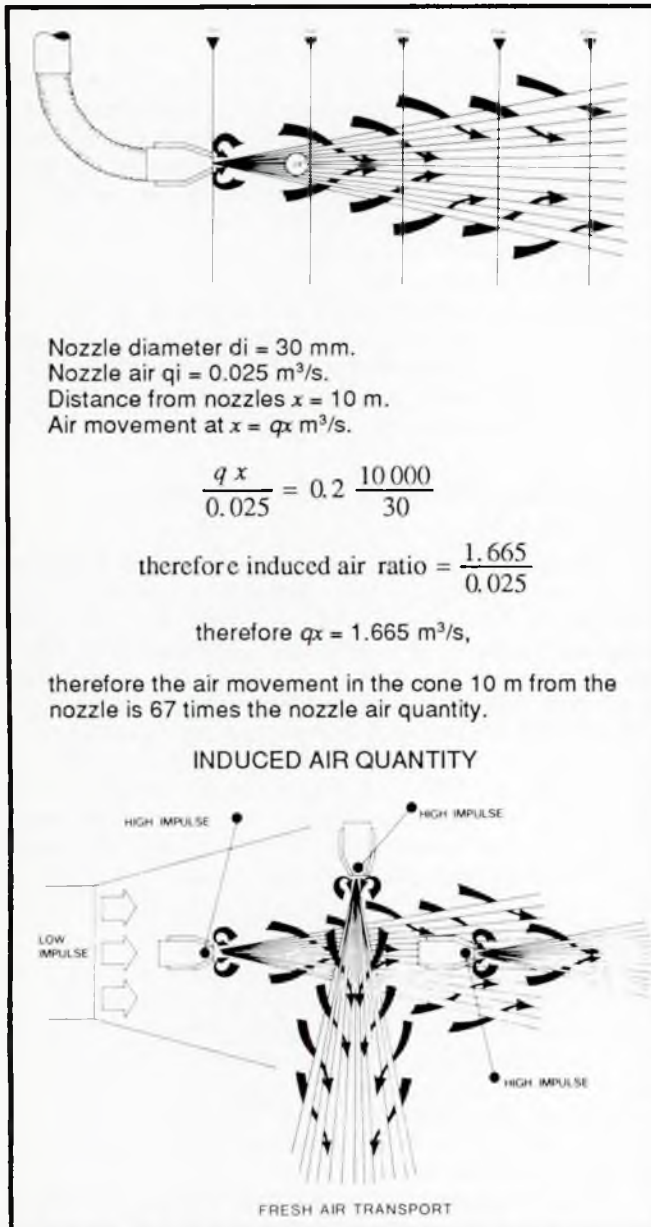 Nozzle diameter di = 30 mm.
Nozzle air qi = 0.025 m³/s.
Distance from nozzles x = 10 m.
Air movement at x = qx m³/s.
q x / 0.025 = 0.2 10 000 / 30
therefore induced air ratio = 1.665 / 0.025
therefore qx = 1.665 m³/s,
therefore the air movement in the cone 10 m from the
nozzle is 67 times the nozzle air quantity.
INDUCED AIR QUANTITY
HIGH IMPULSE
HIGH IMPULSE
LOW
IMPULSE
HIGH IMPULSE
FRESH AIR TRANSPORT